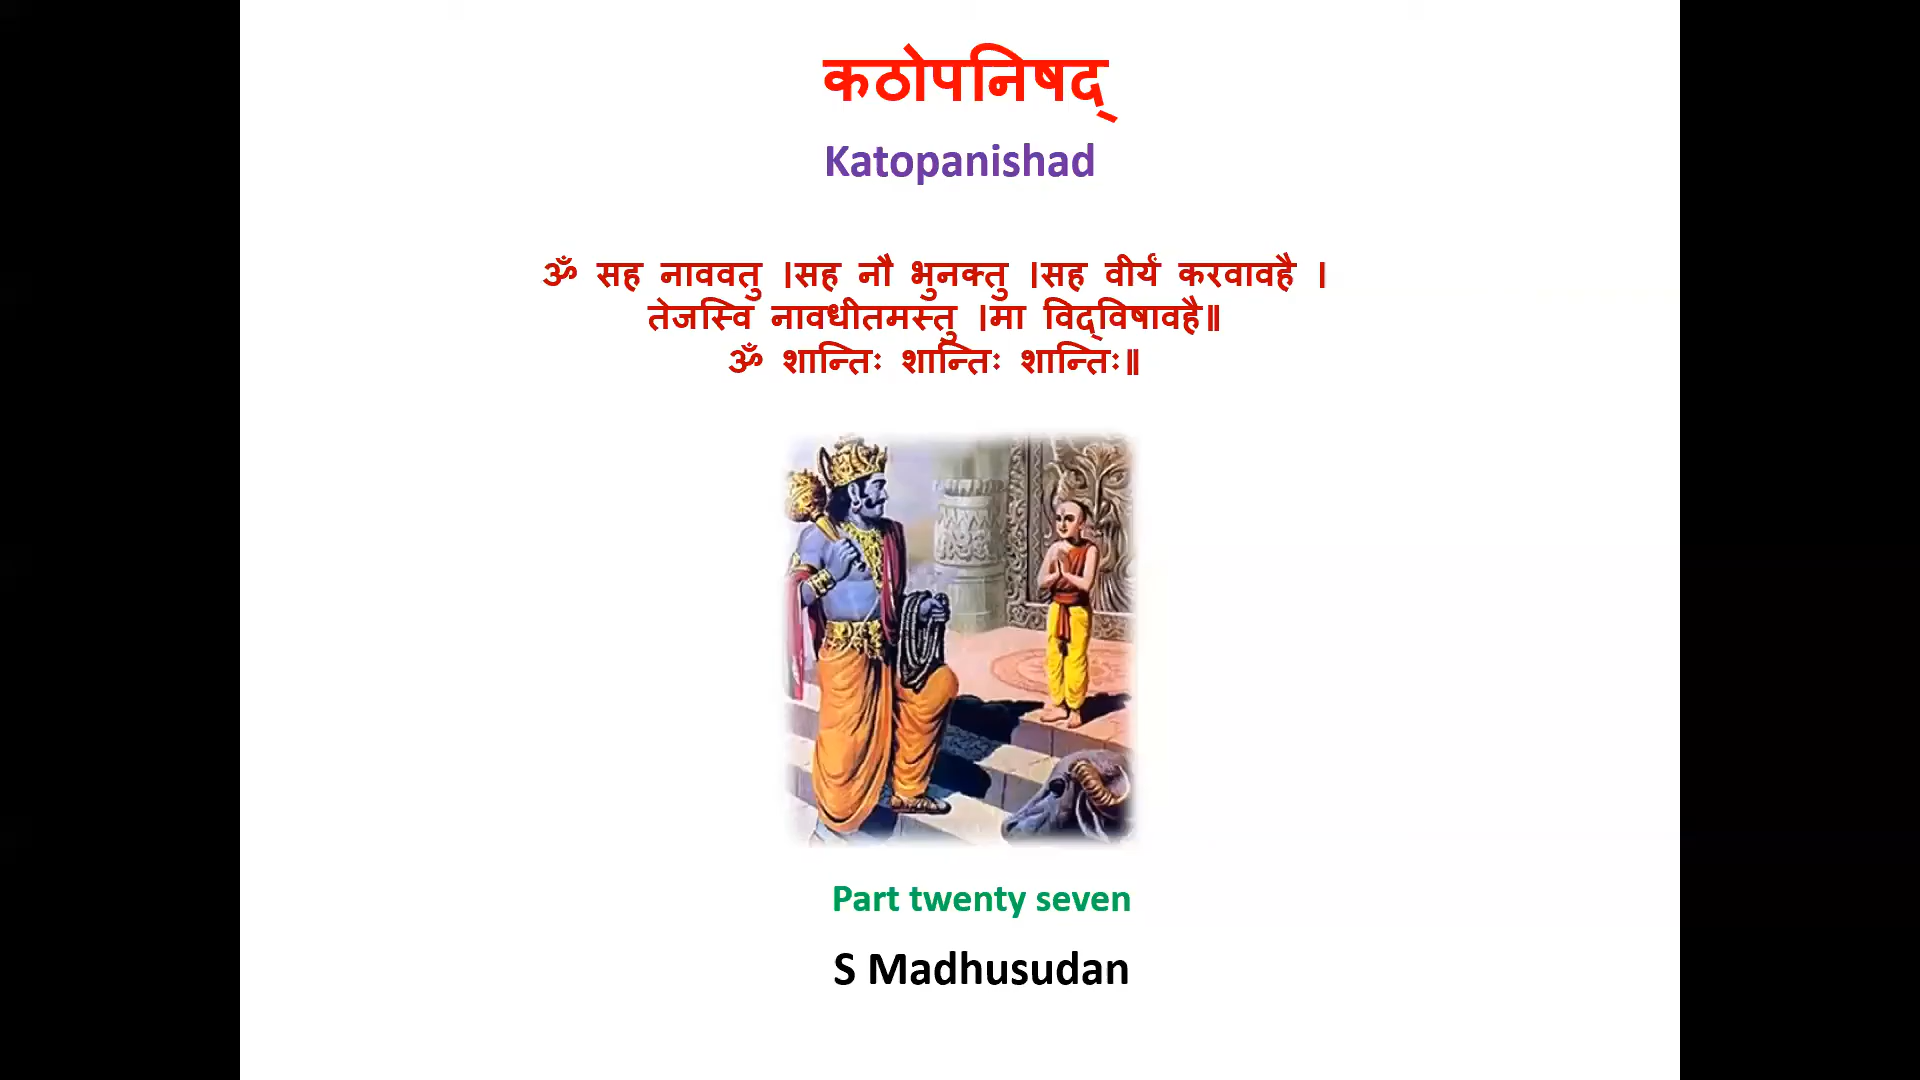 कठोपनिषद्
Katopanishad
ॐ सह नाववतु ।सह नौ भुनक्तु ।सह वीर्यं करवावहै ।
तेजस्वि नावधीतमस्तु ।मा विद्‌विषावहै॥
ॐ शान्तिः शान्तिः शान्तिः॥
Part twenty seven
S Madhusudan